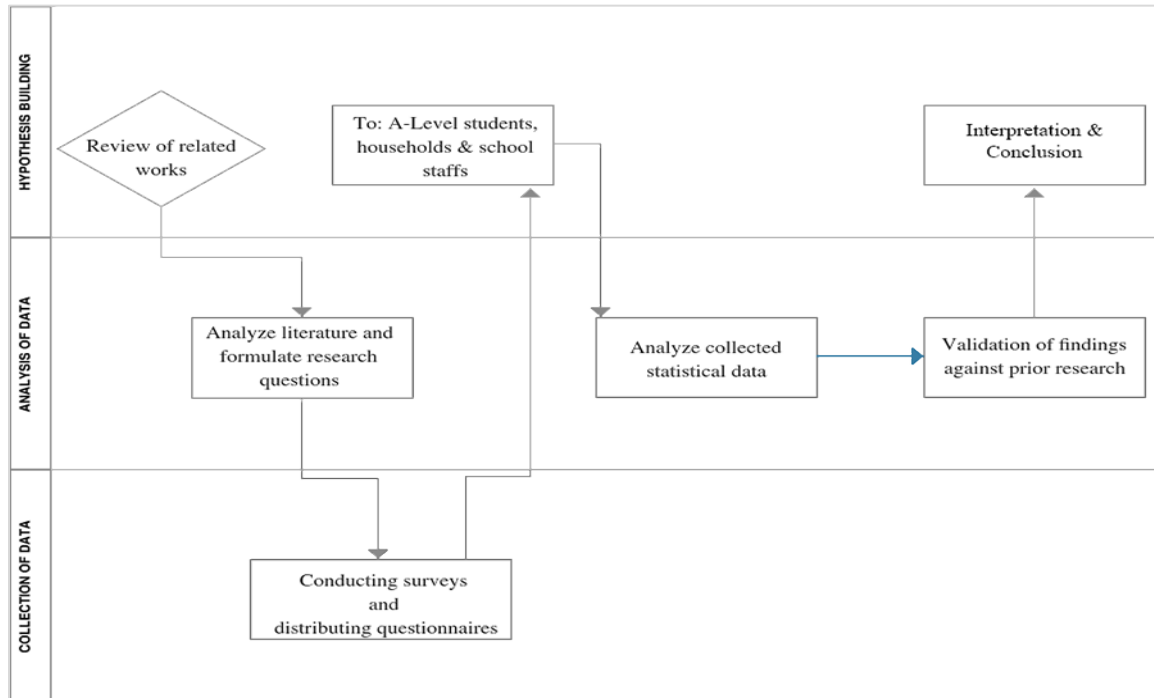 HYPOTHESIS BUILDING
Review of related
works
To: A-Level students,
households & school
staffs
Interpretation &
Conclusion
ANALYSIS OF DATA
Analyze literature and
formulate research
questions
Analyze collected
statistical data
Validation of findings
against prior research
COLLECTION OF DATA
Conducting surveys
and
distributing questionnaires